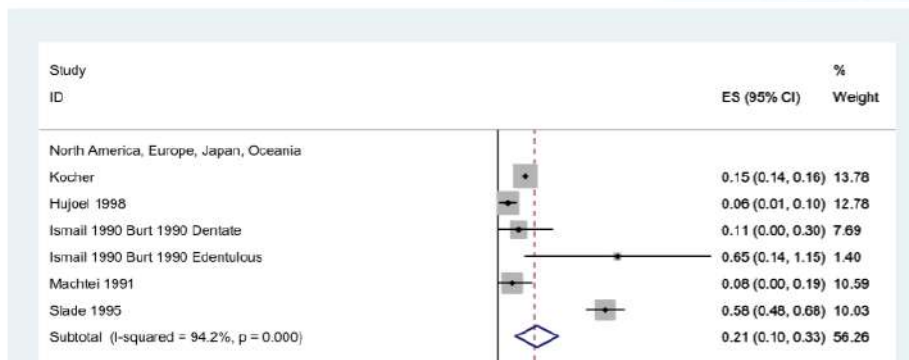 Study %
ID ES (95% CI) Weight
North America, Europe, Japan, Oceania
Kocher 0.15 (0.14, 0.16) 13.78
Hujoel 1998 0.06 (0.01, 0.10) 12.78
Ismail 1990 Burt 1990 Dentate 0.11 (0.00, 0.30) 7.69
Ismail 1990 Burt 1990 Edentulous 0.65 (0.14, 1.15) 1.40
Machtei 1991 0.08 (0.00, 0.19) 10.59
Slade 1995 0.58 (0.48, 0.68) 10.03
Subtotal (I-squared = 94.2%, p = 0.000) 0.21 (0.10, 0.33) 56.26